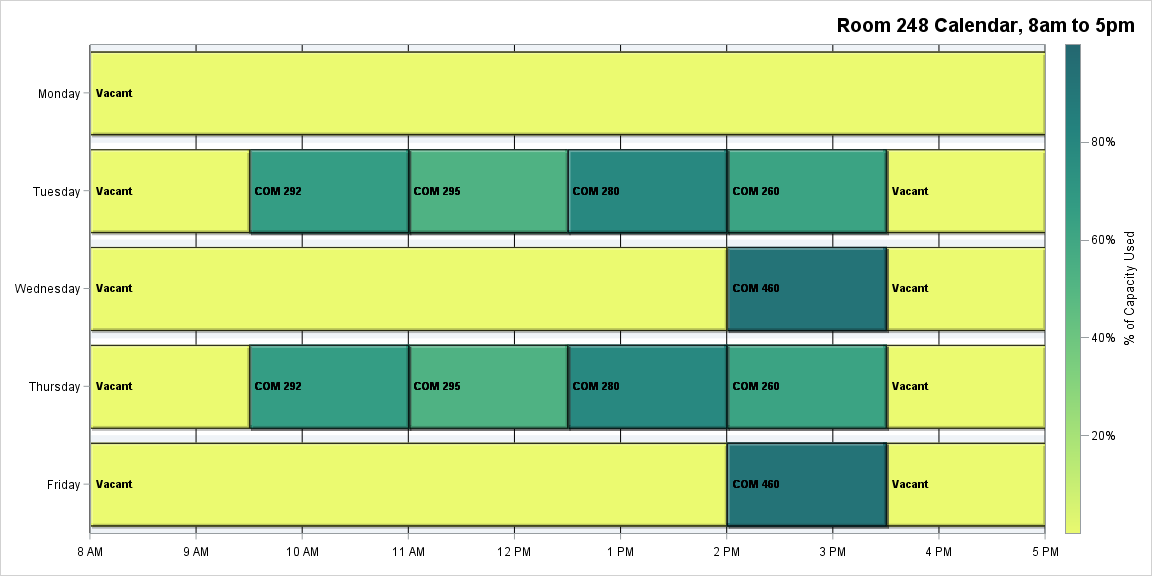 Room 248 Calendar, 8am to 5pm
Monday
Vacant
Tuesday
Vacant
COM 292
COM 295
COM 280
COM 260
Vacant
Wednesday
Vacant
COM 460
Vacant
Thursday
Vacant
COM 292
COM 295
COM 280
COM 260
Vacant
Friday
Vacant
COM 460
Vacant
8 AM
9 AM
10 AM
11 AM
12 PM
1 PM
2 PM
3 PM
4 PM
5 PM
80%
60%
40%
20%
% of Capacity Used